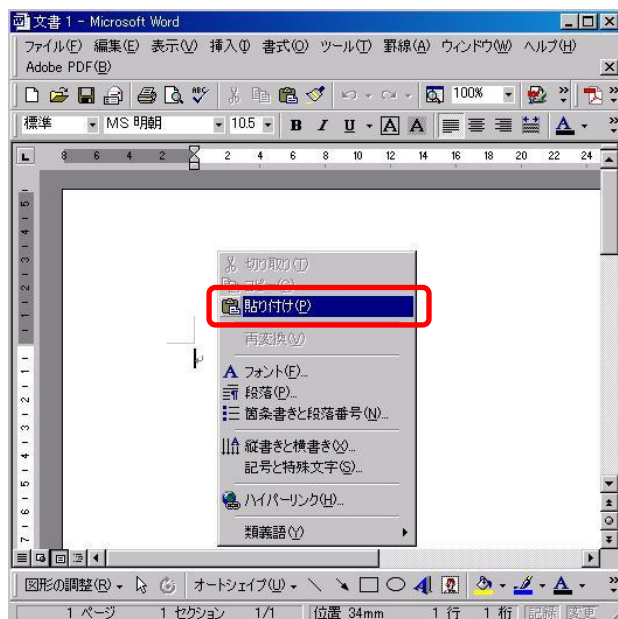 文書 1 - Microsoft Word
ファイル(F) 編集(E) 表示(V) 挿入(I) 書式(O) ツール(T) 罫線(A) ウィンドウ(W) ヘルプ(H)
Adobe PDF(B)
100%
標準 MS 明朝 10.5 B I U A A A
8 6 4 2 2 4 6 8 10 12 14 16 18 20 22 24
切り取り(T)
コピー(C)
貼り付け(P)
再変換(V)
フォント(F)...
段落(P)...
箇条書きと段落番号(N)...
縦書きと横書き(X)...
記号と特殊文字(S)...
ハイパーリンク(H)...
類義語(Y)
図形の調整(R) オートシェイプ(U)
1 ページ 1 セクション 1/1 位置 34mm 1 行 1 桁 記録 変更